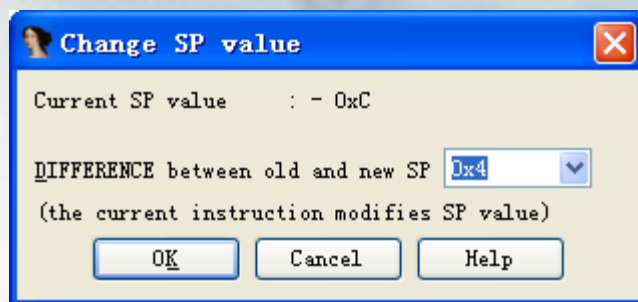 Change SP value
Current SP value : - 0xC
DIFFERENCE between old and new SP 0x4
(the current instruction modifies SP value)
OK Cancel Help